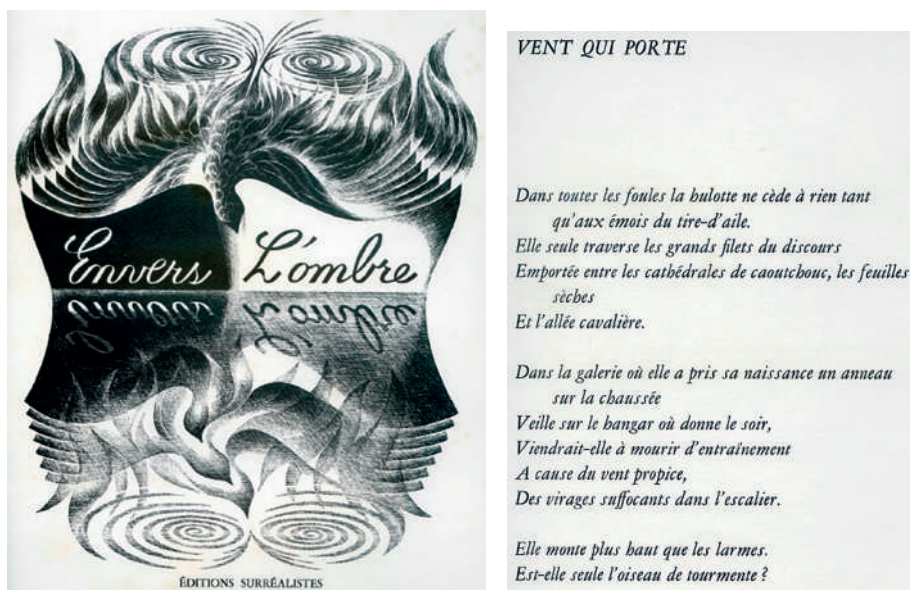 Envers L'ombre
Envers L'ombre
ÉDITIONS SURRÉALISTES
VENT QUI PORTE
Dans toutes les foules la hulotte ne cède à rien tant
qu'aux émois du tire-d'aile.
Elle seule traverse les grands filets du discours
Emportée entre les cathédrales de caoutchouc, les feuilles
sèches
Et l'allée cavalière.
Dans la galerie où elle a pris sa naissance un anneau
sur la chaussée
Veille sur le hangar où donne le soir,
Viendrait-elle à mourir d'entraînement
A cause du vent propice,
Des virages suffocants dans l'escalier.
Elle monte plus haut que les larmes.
Est-elle seule l'oiseau de tourmente ?